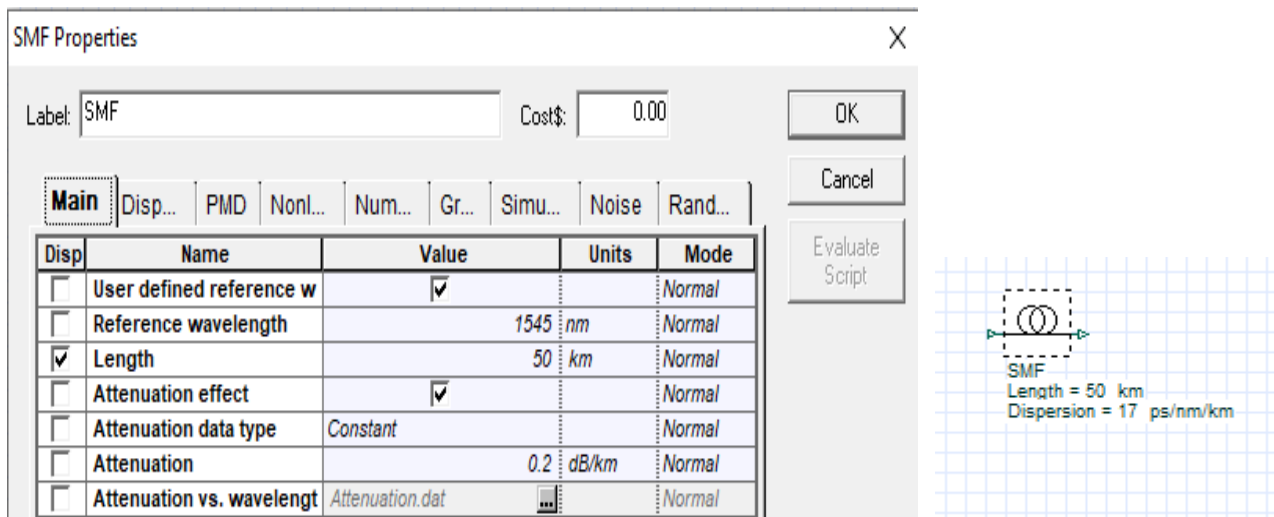 SMF Properties X
Label: SMF Cost$: 0.00 OK
Cancel
Main Disp... PMD Nonl... Num... Gr... Simu... Noise Rand...
Evaluate
Script
Disp Name Value Units Mode
User defined reference w Normal
Reference wavelength 1545 nm Normal
Length 50 km Normal
Attenuation effect Normal
Attenuation data type Constant Normal
Attenuation 0.2 dB/km Normal
Attenuation vs. wavelengt Attenuation.dat ... Normal
SMF
Length = 50 km
Dispersion = 17 ps/nm/km